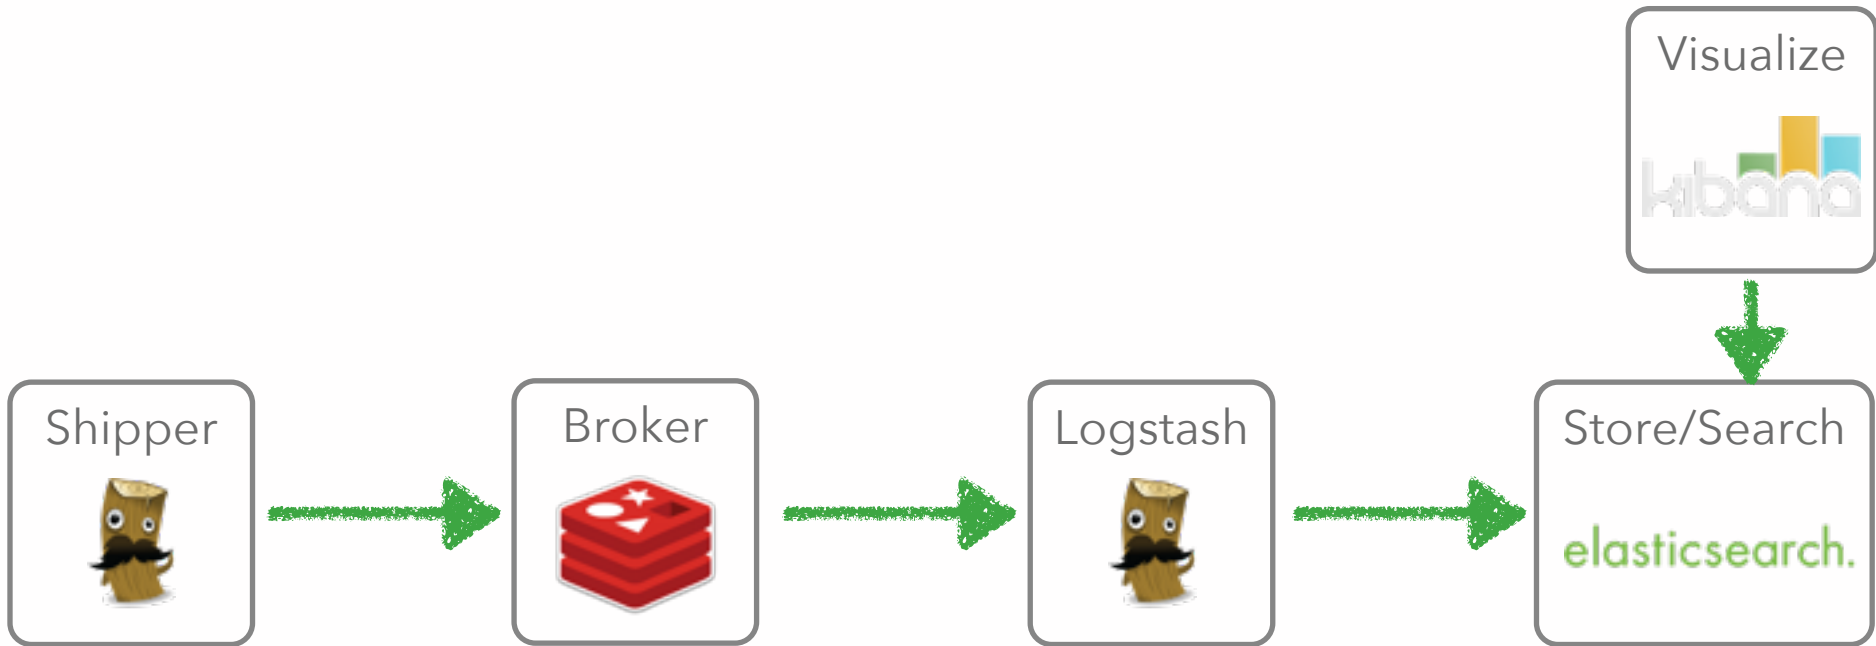 Visualize
kibana
Shipper
Broker
Logstash
Store/Search
elasticsearch.